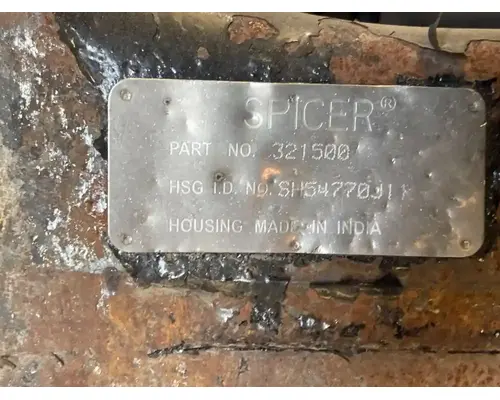 SPICER®
PART NO. 321500
HSG I.D. NO. SH54770J1
HOUSING MADE IN INDIA